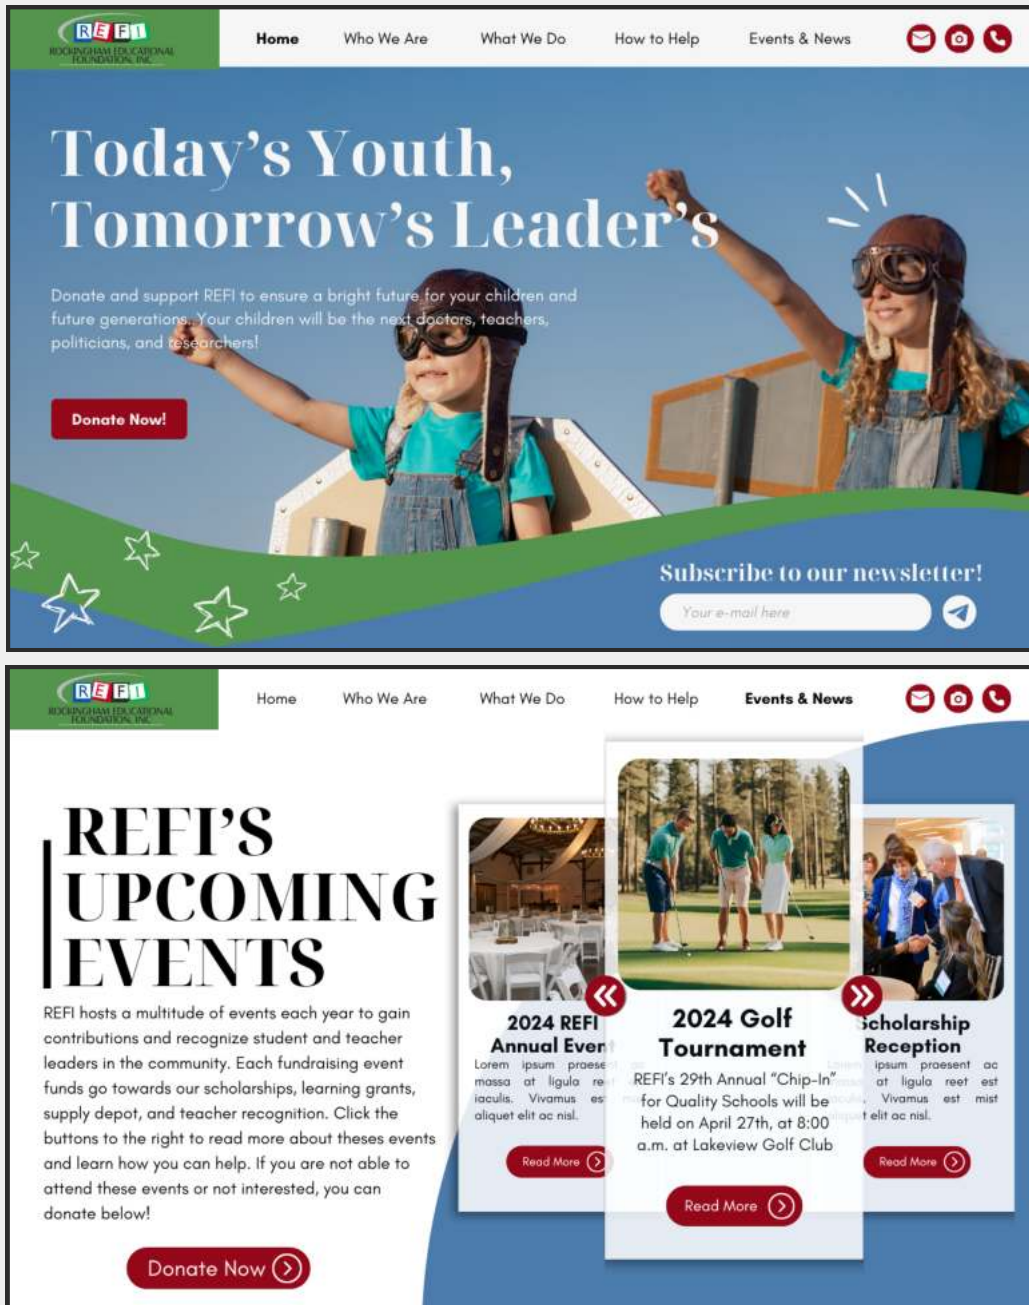 REFI
ROCKINGHAM EDUCATIONAL
FOUNDATION, INC
Home
Who We Are
What We Do
How to Help
Events & News
Today's Youth,
Tomorrow's Leader's
Donate and support REFI to ensure a bright future for your children and
future generations. Your children will be the next doctors, teachers,
politicians, and researchers!
Donate Now!
Subscribe to our newsletter!
Your e-mail here
REFI
ROCKINGHAM EDUCATIONAL
FOUNDATION, INC
Home
Who We Are
What We Do
How to Help
Events & News
REFI'S
UPCOMING
EVENTS
REFI hosts a multitude of events each year to gain
contributions and recognize student and teacher
leaders in the community. Each fundraising event
funds go towards our scholarships, learning grants,
supply depot, and teacher recognition. Click the
buttons to the right to read more about theses events
and learn how you can help. If you are not able to
attend these events or not interested, you can
donate below!
Donate Now
2024 REFI
Annual Event
Lorem ipsum praesent ac
massa at ligula reet
iaculis. Vivamus est
aliquet elit ac nisl.
Read More
2024 Golf
Tournament
REFI's 29th Annual "Chip-In"
for Quality Schools will be
held on April 27th, at 8:00
a.m. at Lakeview Golf Club
Read More
Scholarship
Reception
Lorem ipsum praesent ac
massa at ligula reet est
iaculis. Vivamus est mist
aliquet elit ac nisl.
Read More